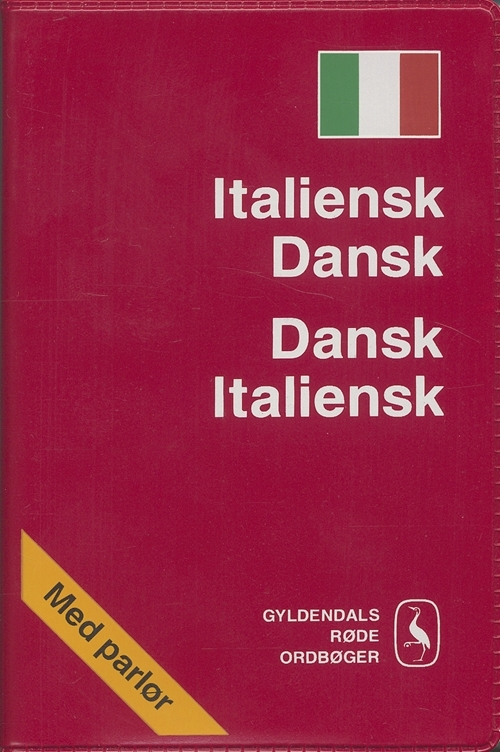 Italiensk
Dansk
Dansk
Italiensk
GYLDENDALS
RØDE
ORDBØGER
Med parlør